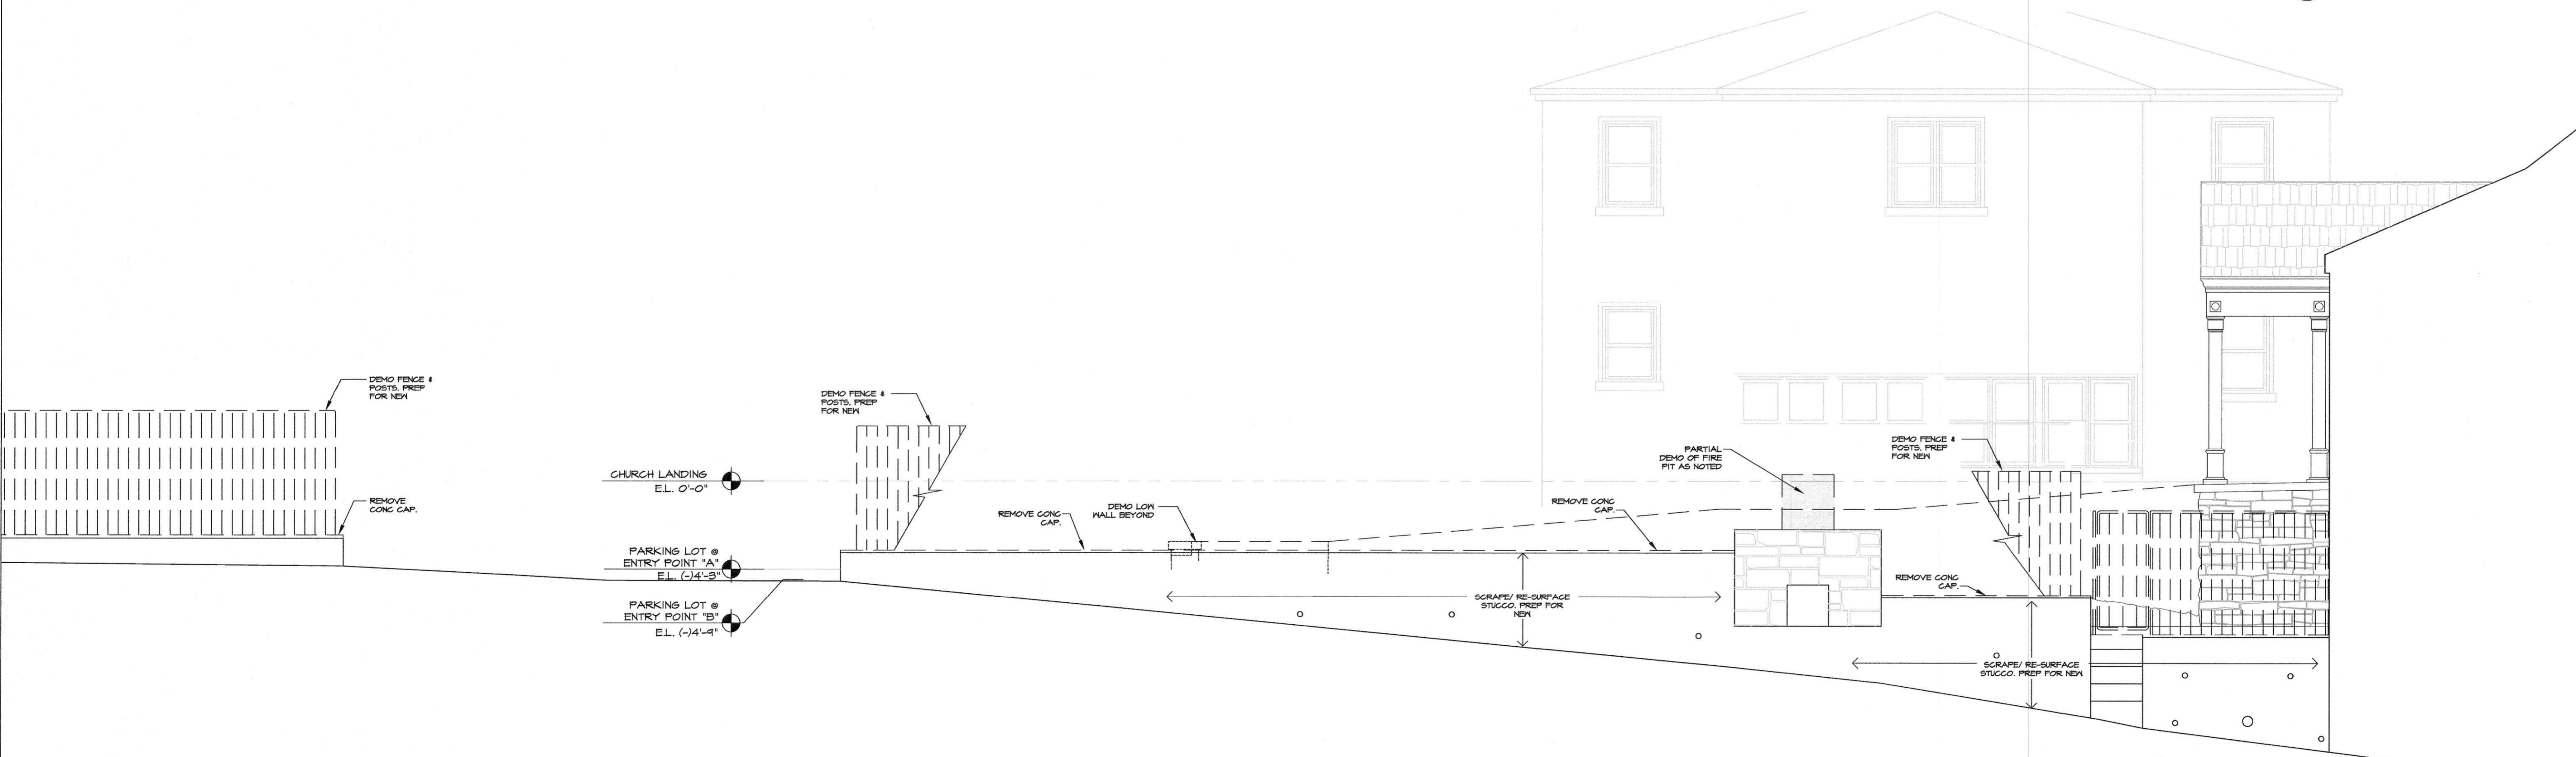 DEMO FENCE &
POSTS. PREP
FOR NEW
REMOVE
CONC CAP.
CHURCH LANDING
E.L. 0'-0"
PARKING LOT @
ENTRY POINT "A"
E.L. (-)4'-3"
PARKING LOT @
ENTRY POINT "B"
E.L. (-)4'-9"
DEMO FENCE &
POSTS. PREP
FOR NEW
REMOVE CONC
CAP.
DEMO LOW
WALL BEYOND
SCRAPE/ RE-SURFACE
STUCCO. PREP FOR
NEW
REMOVE CONC
CAP.
PARTIAL
DEMO OF FIRE
PIT AS NOTED
DEMO FENCE &
POSTS. PREP
FOR NEW
REMOVE CONC
CAP.
SCRAPE/ RE-SURFACE
STUCCO. PREP FOR NEW